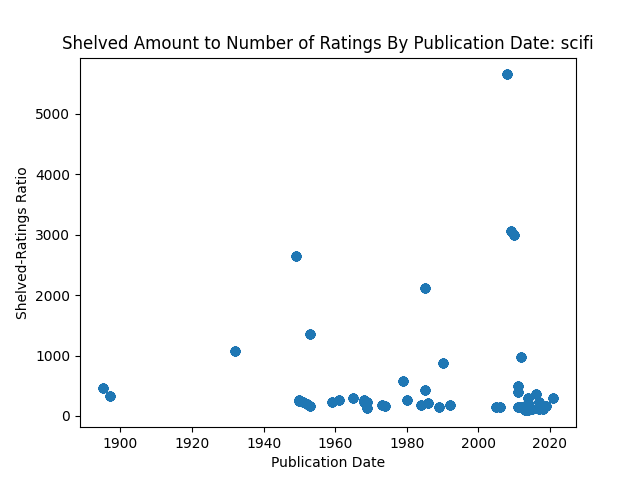 Shelved Amount to Number of Ratings By Publication Date: scifi
Shelved-Ratings Ratio
5000
4000
3000
2000
1000
0
1900 1920 1940 1960 1980 2000 2020
Publication Date